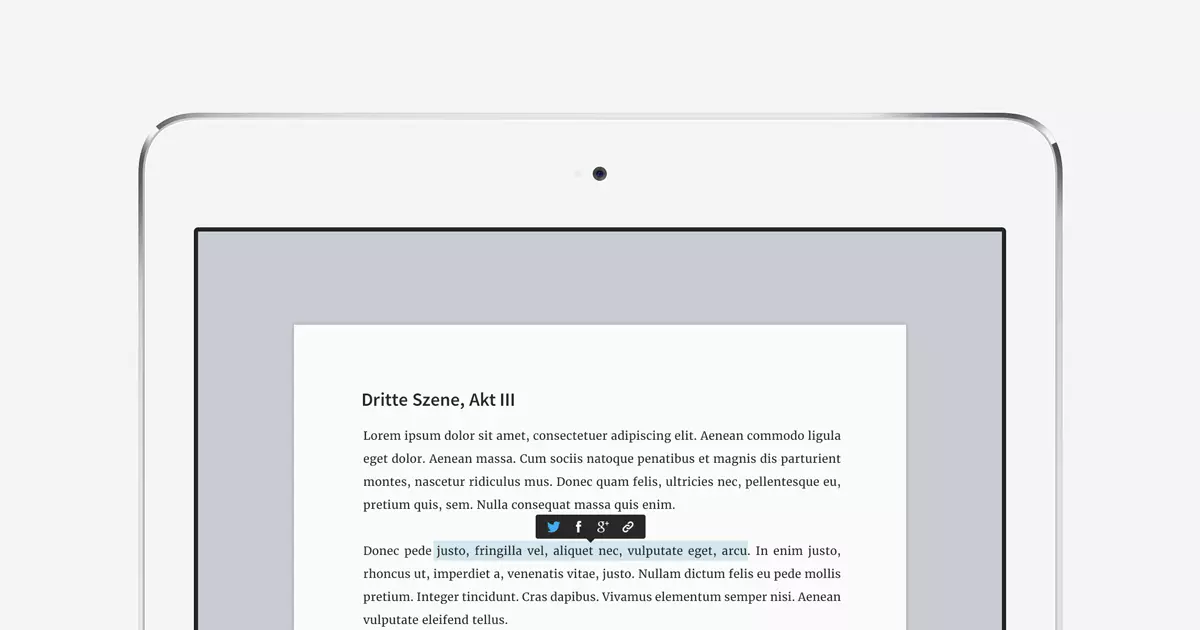 Dritte Szene, Akt III
Lorem ipsum dolor sit amet, consectetuer adipiscing elit. Aenean commodo ligula
eget dolor. Aenean massa. Cum sociis natoque penatibus et magnis dis parturient
montes, nascetur ridiculus mus. Donec quam felis, ultricies nec, pellentesque eu,
pretium quis, sem. Nulla consequat massa quis enim.
Donec pede justo, fringilla vel, aliquet nec, vulputate eget, arcu. In enim justo,
rhoncus ut, imperdiet a, venenatis vitae, justo. Nullam dictum felis eu pede mollis
pretium. Integer tincidunt. Cras dapibus. Vivamus elementum semper nisi. Aenean
vulputate eleifend tellus.